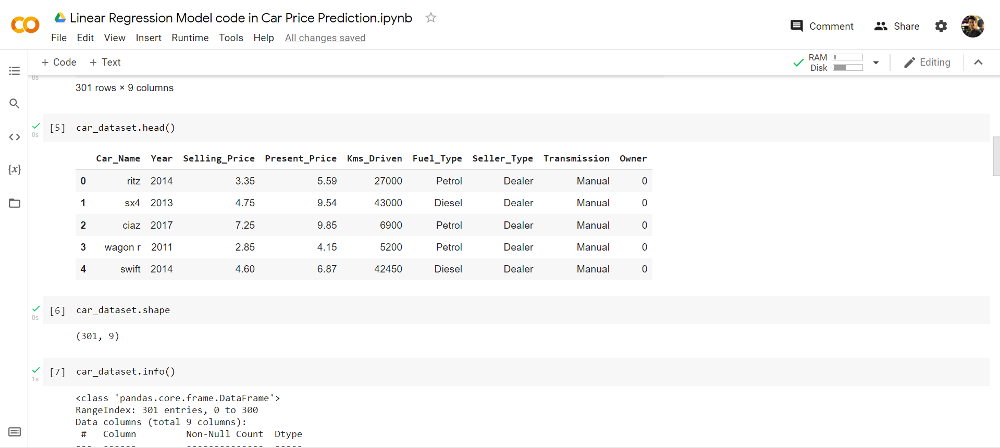 Linear Regression Model code in Car Price Prediction.ipynb
File Edit View Insert Runtime Tools Help All changes saved
Comment Share
+ Code + Text
RAM
Disk
Editing
0s
301 rows × 9 columns
[5] car_dataset.head()
0s
Car_Name Year Selling_Price Present_Price Kms_Driven Fuel_Type Seller_Type Transmission Owner
0 ritz 2014 3.35 5.59 27000 Petrol Dealer Manual 0
1 sx4 2013 4.75 9.54 43000 Diesel Dealer Manual 0
2 ciaz 2017 7.25 9.85 6900 Petrol Dealer Manual 0
3 wagon r 2011 2.85 4.15 5200 Petrol Dealer Manual 0
4 swift 2014 4.60 6.87 42450 Diesel Dealer Manual 0
[6] car_dataset.shape
0s
(301, 9)
[7] car_dataset.info()
1s
<class 'pandas.core.frame.DataFrame'>
RangeIndex: 301 entries, 0 to 300
Data columns (total 9 columns):
# Column Non-Null Count Dtype
--- ------ -------------- -----